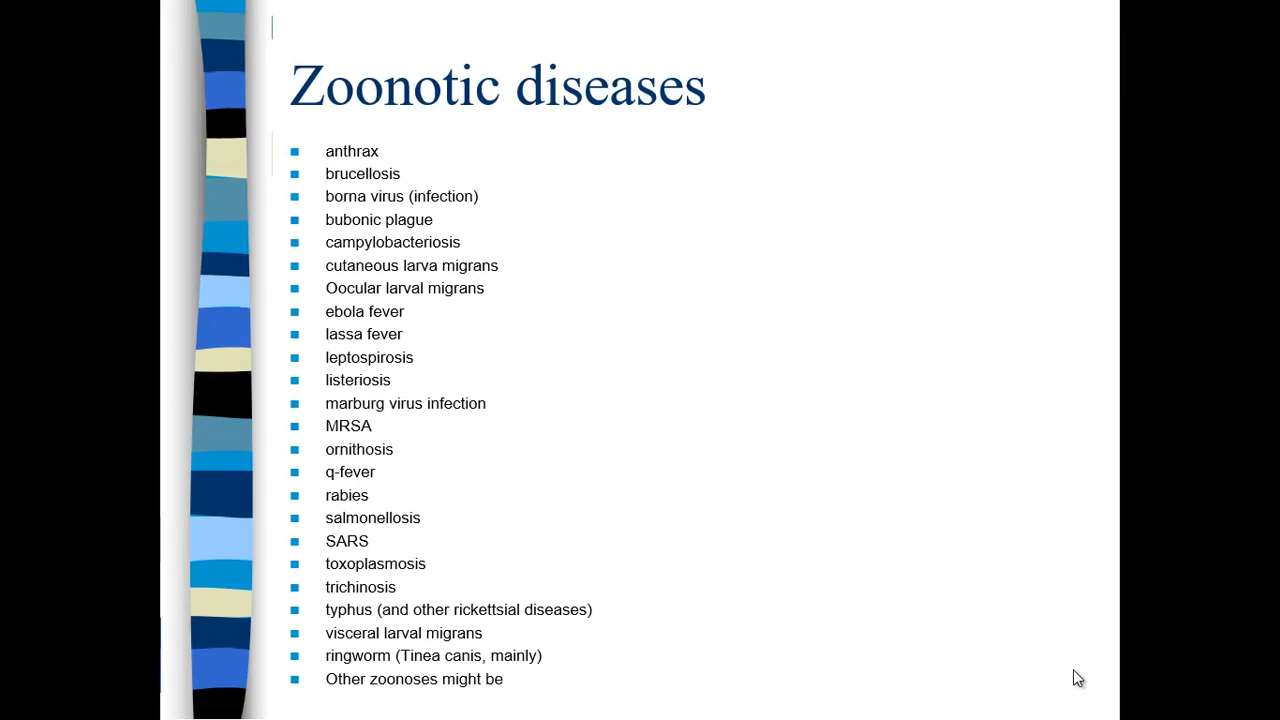 Zoonotic diseases
anthrax
brucellosis
borna virus (infection)
bubonic plague
campylobacteriosis
cutaneous larva migrans
Oocular larval migrans
ebola fever
lassa fever
leptospirosis
listeriosis
marburg virus infection
MRSA
ornithosis
q-fever
rabies
salmonellosis
SARS
toxoplasmosis
trichinosis
typhus (and other rickettsial diseases)
visceral larval migrans
ringworm (Tinea canis, mainly)
Other zoonoses might be